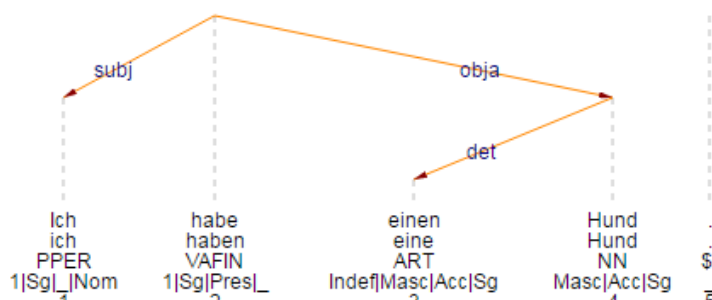 subj obja
det
Ich habe einen Hund .
ich haben eine Hund .
PPER VAFIN ART NN $
1|Sg|_|Nom 1|Sg|Pres|_ Indef|Masc|Acc|Sg Masc|Acc|Sg